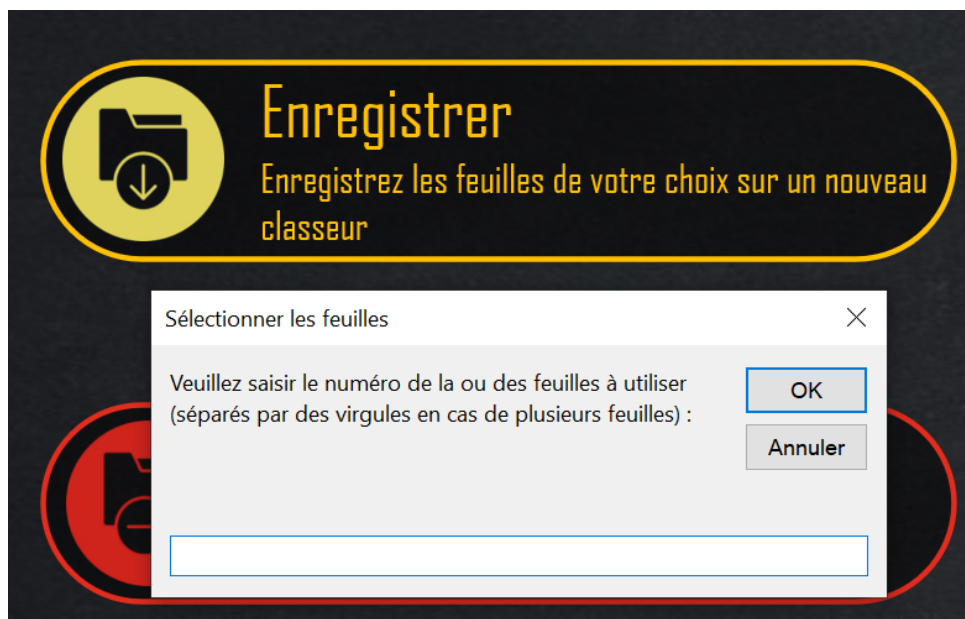 Enregistrer
Enregistrez les feuilles de votre choix sur un nouveau
classeur
Sélectionner les feuilles
Veuillez saisir le numéro de la ou des feuilles à utiliser
(séparés par des virgules en cas de plusieurs feuilles) :
OK
Annuler